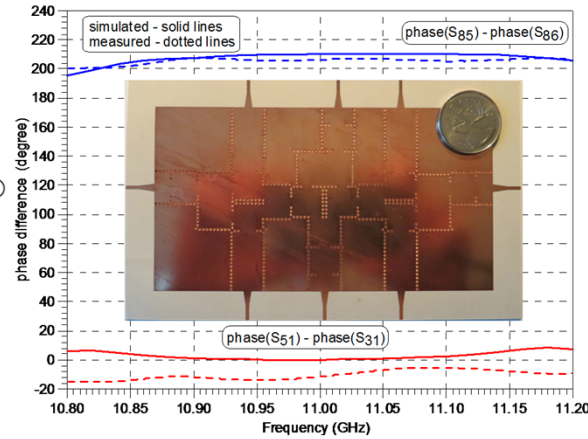 240
220
200
180
160
140
120
100
80
60
40
20
0
-20
phase difference (degree)
simulated - solid lines
measured - dotted lines
phase(S85) - phase(S86)
phase(S51) - phase(S31)
10.80 10.85 10.90 10.95 11.00 11.05 11.10 11.15 11.20
Frequency (GHz)